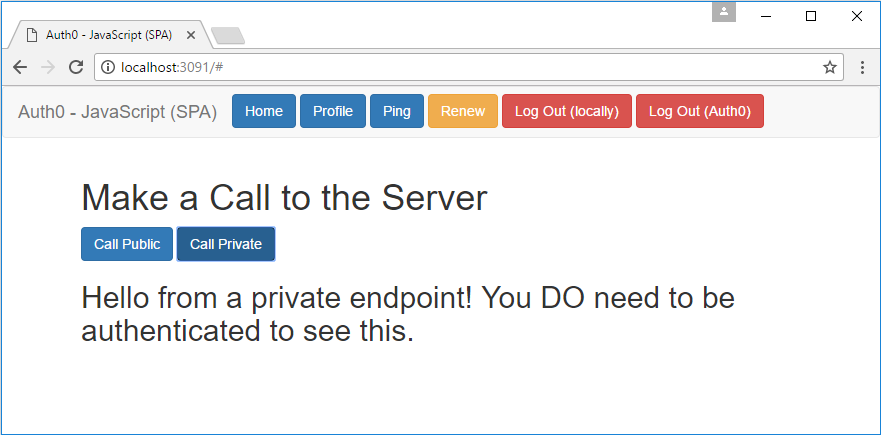 Auth0 - JavaScript (SPA)
localhost:3091/#
Auth0 - JavaScript (SPA) Home Profile Ping Renew Log Out (locally) Log Out (Auth0)
Make a Call to the Server
Call Public Call Private
Hello from a private endpoint! You DO need to be
authenticated to see this.